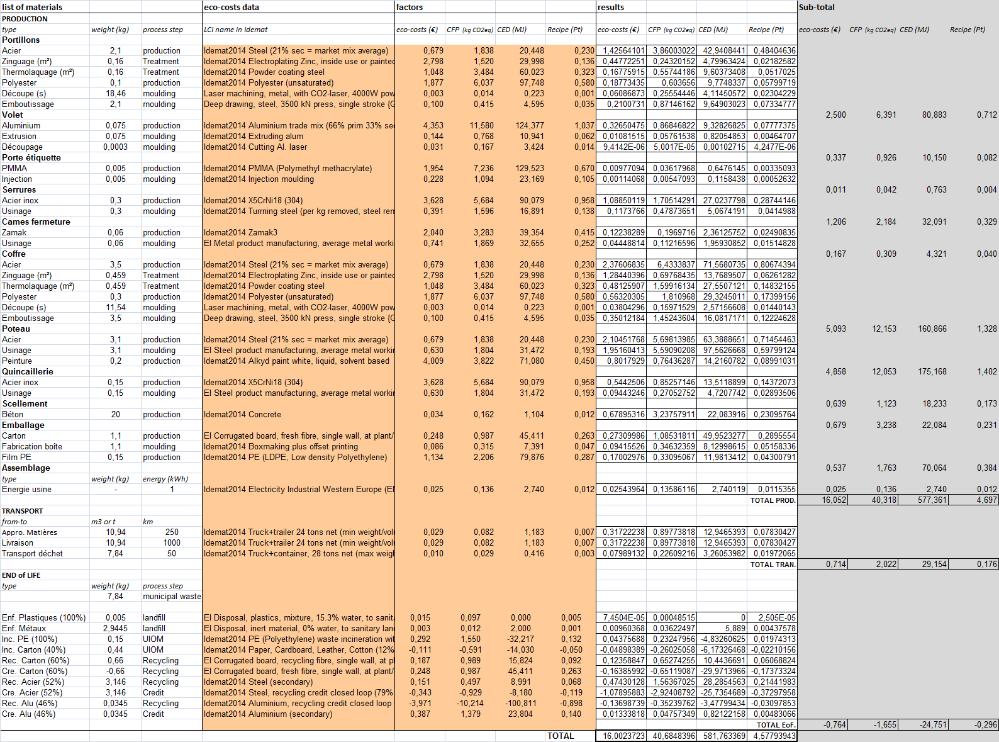 list of materials eco-costs data factors results Sub-total
PRODUCTION
type weight (kg) process step LCI name in Idemat eco-costs (€) CFP (kg CO2eq) CED (MJ) Recipe (Pt) eco-costs (€) CFP (kg CO2eq) CED (MJ) Recipe (Pt) eco-costs (€) CFP (kg CO2eq) CED (MJ) Recipe (Pt)
Portillons
Acier 2,1 production Idemat2014 Steel (21% sec = market mix average) 0,679 1,838 20,448 0,230 1,42564101 3,86003022 42,9408441 0,48404636
Zinguage (m²) 0,16 Treatment Idemat2014 Electroplating Zinc, inside use or painted 2,798 1,520 29,998 0,136 0,44772251 0,24320152 4,79963424 0,02182582
Thermolaquage (m²) 0,16 Treatment Idemat2014 Powder coating steel 1,048 3,484 60,023 0,323 0,16775915 0,55744186 9,60373408 0,0517025
Polyester 0,1 production Idemat2014 Polyester (unsaturated) 1,877 6,037 97,748 0,580 0,18773435 0,603656 9,7748337 0,05799719
Découpe (s) 18,46 moulding Laser machining, metal, with CO2-laser, 4000W pow 0,003 0,014 0,223 0,001 0,06086873 0,25554446 4,11450572 0,02304229
Emboutissage 2,1 moulding Deep drawing, steel, 3500 kN press, single stroke {G 0,100 0,415 4,595 0,035 0,2100731 0,87146162 9,64903023 0,07334777
Volet 2,500 6,391 80,883 0,712
Aluminium 0,075 production Idemat2014 Aluminium trade mix (66% prim 33% sec 4,353 11,580 124,377 1,037 0,32650475 0,86846822 9,32826825 0,07777375
Extrusion 0,075 moulding Idemat2014 Extruding alum 0,144 0,768 10,941 0,062 0,01081515 0,05761538 0,82054853 0,00464707
Découpage 0,0003 moulding Idemat2014 Cutting Al. laser 0,031 0,167 3,424 0,014 9,4142E-06 5,0017E-05 0,00102715 4,2477E-06
Porte étiquette 0,337 0,926 10,150 0,082
PMMA 0,005 production Idemat2014 PMMA (Polymethyl methacrylate) 1,954 7,236 129,523 0,670 0,00977094 0,03617968 0,6476145 0,00335093
Injection 0,005 moulding Idemat2014 Injection moulding 0,228 1,094 23,169 0,105 0,00114068 0,00547093 0,1158438 0,00052632
Serrures 0,011 0,042 0,763 0,004
Acier inox 0,3 production Idemat2014 X5CrNi18 (304) 3,628 5,684 90,079 0,958 1,08850119 1,70514291 27,0237798 0,28744146
Usinage 0,3 moulding Idemat2014 Turrning steel (per kg removed, steel rem 0,391 1,596 16,891 0,138 0,1173766 0,47873651 5,0674191 0,0414988
Cames fermeture 1,206 2,184 32,091 0,329
Zamak 0,06 production Idemat2014 Zamak3 2,040 3,283 39,354 0,415 0,12238289 0,1969716 2,36125752 0,02490835
Usinage 0,06 moulding EI Metal product manufacturing, average metal worki 0,741 1,869 32,655 0,252 0,04448814 0,11216596 1,95930852 0,01514828
Coffre 0,167 0,309 4,321 0,040
Acier 3,5 production Idemat2014 Steel (21% sec = market mix average) 0,679 1,838 20,448 0,230 2,37606835 6,4333837 71,5680735 0,80674394
Zinguage (m²) 0,459 Treatment Idemat2014 Electroplating Zinc, inside use or painted 2,798 1,520 29,998 0,136 1,28440396 0,69768435 13,7689507 0,06261282
Thermolaquage (m²) 0,459 Treatment Idemat2014 Powder coating steel 1,048 3,484 60,023 0,323 0,48125907 1,59916134 27,5507121 0,14832155
Polyester 0,3 production Idemat2014 Polyester (unsaturated) 1,877 6,037 97,748 0,580 0,56320305 1,810968 29,3245011 0,17399156
Découpe (s) 11,54 moulding Laser machining, metal, with CO2-laser, 4000W pow 0,003 0,014 0,223 0,001 0,03804296 0,15971529 2,57156608 0,01440143
Emboutissage 3,5 moulding Deep drawing, steel, 3500 kN press, single stroke {G 0,100 0,415 4,595 0,035 0,35012184 1,45243604 16,0817171 0,12224628
Poteau 5,093 12,153 160,866 1,328
Acier 3,1 production Idemat2014 Steel (21% sec = market mix average) 0,679 1,838 20,448 0,230 2,10451768 5,69813985 63,3888651 0,71454463
Usinage 3,1 moulding EI Steel product manufacturing, average metal workin 0,630 1,804 31,472 0,193 1,95160413 5,59090208 97,5626668 0,59799124
Peinture 0,2 production Idemat2014 Alkyd paint white, liquid, solvent based 4,009 3,822 71,080 0,450 0,8017929 0,76436287 14,2160782 0,08991031
Quincaillerie 4,858 12,053 175,168 1,402
Acier inox 0,15 production Idemat2014 X5CrNi18 (304) 3,628 5,684 90,079 0,958 0,5442506 0,85257146 13,5118899 0,14372073
Usinage 0,15 moulding EI Steel product manufacturing, average metal workin 0,630 1,804 31,472 0,193 0,09443246 0,27052752 4,7207742 0,02893506
Scellement 0,639 1,123 18,233 0,173
Béton 20 production Idemat2014 Concrete 0,034 0,162 1,104 0,012 0,67895316 3,23757911 22,083916 0,23095764
Emballage 0,679 3,238 22,084 0,231
Carton 1,1 production EI Corrugated board, fresh fibre, single wall, at plant/ 0,248 0,987 45,411 0,263 0,27309986 1,08531811 49,9523277 0,2895554
Fabrication boîte 1,1 moulding Idemat2014 Boxmaking plus offset printing 0,086 0,315 7,391 0,047 0,09415526 0,34632359 8,12998615 0,05158336
Film PE 0,15 production Idemat2014 PE (LDPE, Low density Polyethylene) 1,134 2,206 79,876 0,287 0,17002976 0,33095067 11,9813412 0,04300791
Assemblage 0,537 1,763 70,064 0,384
type weight (kg) energy (kWh)
Energie usine - 1 Idemat2014 Electricity Industrial Western Europe (EN 0,025 0,136 2,740 0,012 0,02543964 0,13586116 2,740119 0,0115355 0,025 0,136 2,740 0,012
TOTAL PROD. 16,052 40,318 577,361 4,697
TRANSPORT
from-to m3 or t km
Appro. Matières 10,94 250 Idemat2014 Truck+trailer 24 tons net (min weight/volu 0,029 0,082 1,183 0,007 0,31722238 0,89773818 12,9465393 0,07830427
Livraison 10,94 1000 Idemat2014 Truck+trailer 24 tons net (min weight/volu 0,029 0,082 1,183 0,007 0,31722238 0,89773818 12,9465393 0,07830427
Transport déchet 7,84 50 Idemat2014 Truck+container, 28 tons net (max weigh 0,010 0,029 0,416 0,003 0,07989132 0,22609216 3,26053982 0,01972065
TOTAL TRAN. 0,714 2,022 29,154 0,176
END of LIFE
type weight (kg) process step
7,84 municipal waste
Enf. Plastiques (100%) 0,005 landfill EI Disposal, plastics, mixture, 15.3% water, to sanita 0,015 0,097 0,000 0,005 7,4504E-05 0,00048515 0 2,505E-05
Enf. Métaux 2,9445 landfill EI Disposal, inert material, 0% water, to sanitary lan 0,003 0,012 2,000 0,001 0,00960368 0,03622497 5,889 0,00437578
Inc. PE (100%) 0,15 UIOM Idemat2014 PE (Polyethylene) waste incineration wit 0,292 1,550 -32,217 0,132 0,04375688 0,23247956 -4,83260625 0,01974313
Inc. Carton (40%) 0,44 UIOM Idemat2014 Paper, Cardboard, Leather, Cotton (12% -0,111 -0,591 -14,030 -0,050 -0,04898389 -0,26025058 -6,17326468 -0,02210156
Rec. Carton (60%) 0,66 Recycling EI Corrugated board, recycling fibre, single wall, at pl 0,187 0,989 15,824 0,092 0,12358847 0,65274255 10,4436691 0,06068824
Cre. Carton (60%) -0,66 Recycling EI Corrugated board, fresh fibre, single wall, at plant/ 0,248 0,987 45,411 0,263 -0,16385992 -0,65119087 -29,9713966 -0,17373324
Rec. Acier (52%) 3,146 Recycling Idemat2014 Steel (secondary) 0,151 0,497 8,991 0,068 0,47430128 1,56367025 28,2854563 0,21441983
Cre. Acier (52%) 3,146 Credit Idemat2014 Steel, recycling credit closed loop (79% -0,343 -0,929 -8,180 -0,119 -1,07895883 -2,92408792 -25,7354689 -0,37297958
Rec. Alu (46%) 0,0345 Recycling Idemat2014 Aluminium, recycling credit closed loop -3,971 -10,214 -100,811 -0,898 -0,13698739 -0,35239762 -3,47799434 -0,03097853
Cre. Alu (46%) 0,0345 Credit Idemat2014 Aluminium (secondary) 0,387 1,379 23,804 0,140 0,01333818 0,04757349 0,82122158 0,00483066
TOTAL EoF. -0,764 -1,655 -24,751 -0,296
TOTAL 16,0023723 40,6848396 581,763369 4,57793943